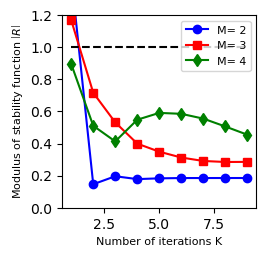 Modulus of stability function |R|
1.2
1.0
0.8
0.6
0.4
0.2
0.0
M= 2
M= 3
M= 4
2.5
5.0
7.5
Number of iterations K